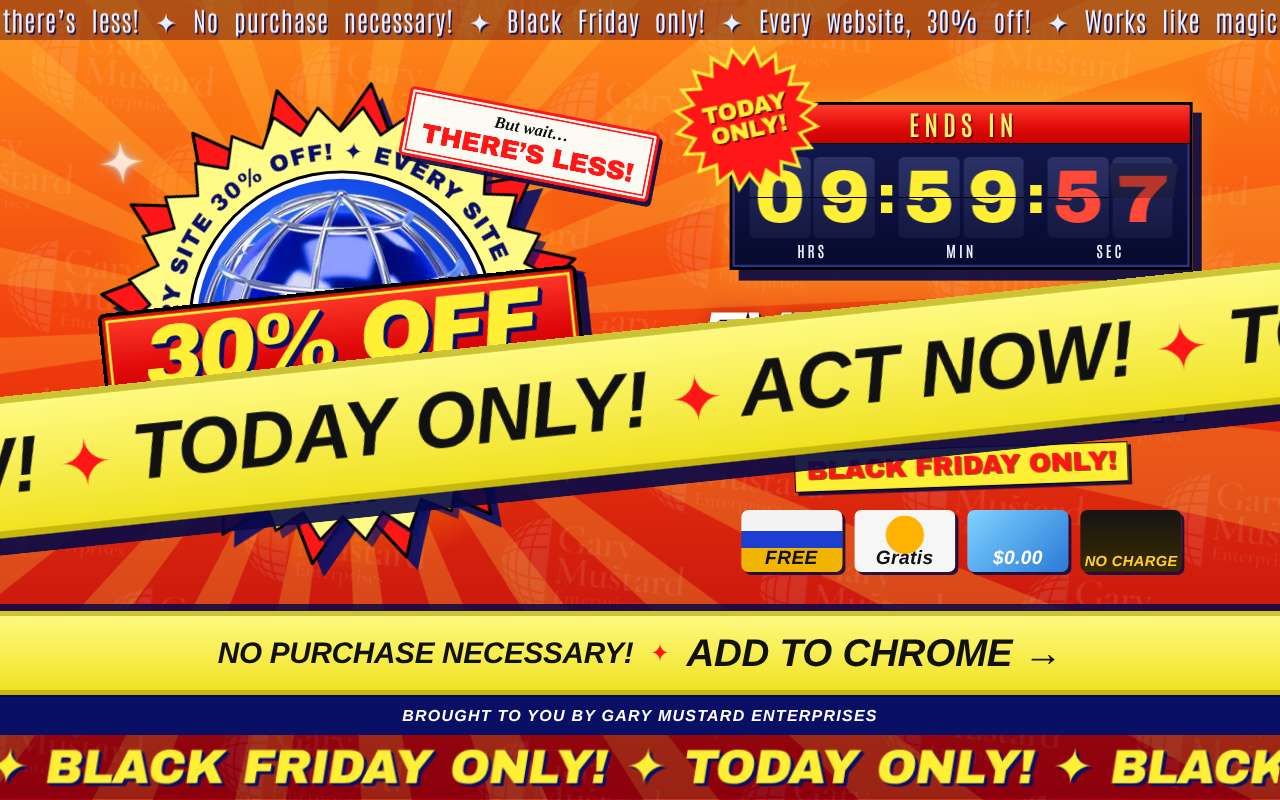 there's less! ✦ No purchase necessary! ✦ Black Friday only! ✦ Every website, 30% off! ✦ Works like magic
But wait...
THERE'S LESS!
TODAY
ONLY!
ENDS IN
09:59:57
HRS MIN SEC
SITE 30% OFF! ✦ EVERY SITE
30% OFF
! ✦ TODAY ONLY! ✦ ACT NOW! ✦
BLACK FRIDAY ONLY!
FREE
Gratis
$0.00
NO CHARGE
NO PURCHASE NECESSARY! ✦ ADD TO CHROME →
BROUGHT TO YOU BY GARY MUSTARD ENTERPRISES
✦ BLACK FRIDAY ONLY! ✦ TODAY ONLY! ✦ BLACK
Gary
Mustard
Enterprises